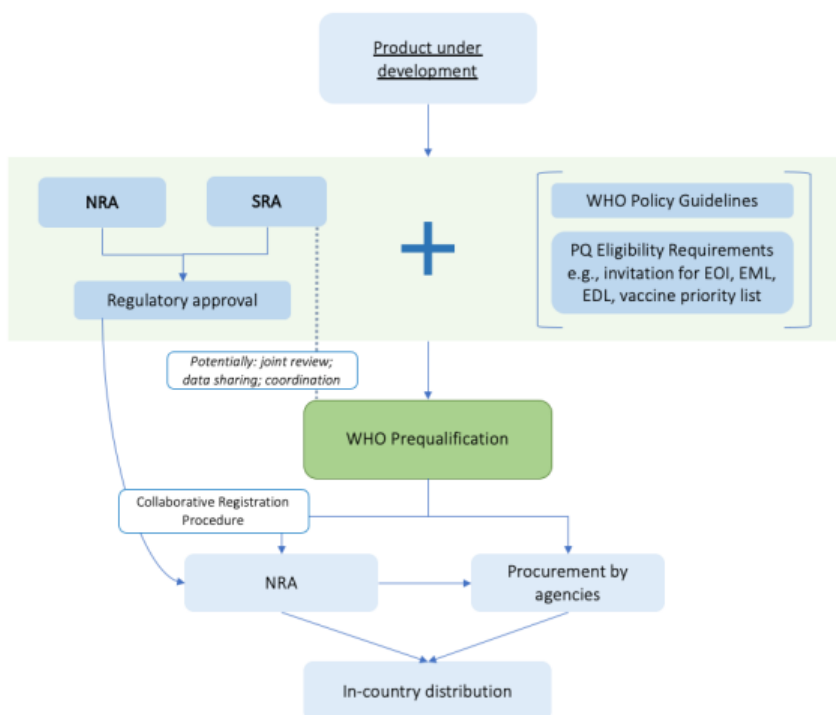 Product under
development
NRA
SRA
WHO Policy Guidelines
PQ Eligibility Requirements
e.g., invitation for EOI, EML,
EDL, vaccine priority list
Regulatory approval
Potentially: joint review;
data sharing; coordination
WHO Prequalification
Collaborative Registration
Procedure
NRA
Procurement by
agencies
In-country distribution